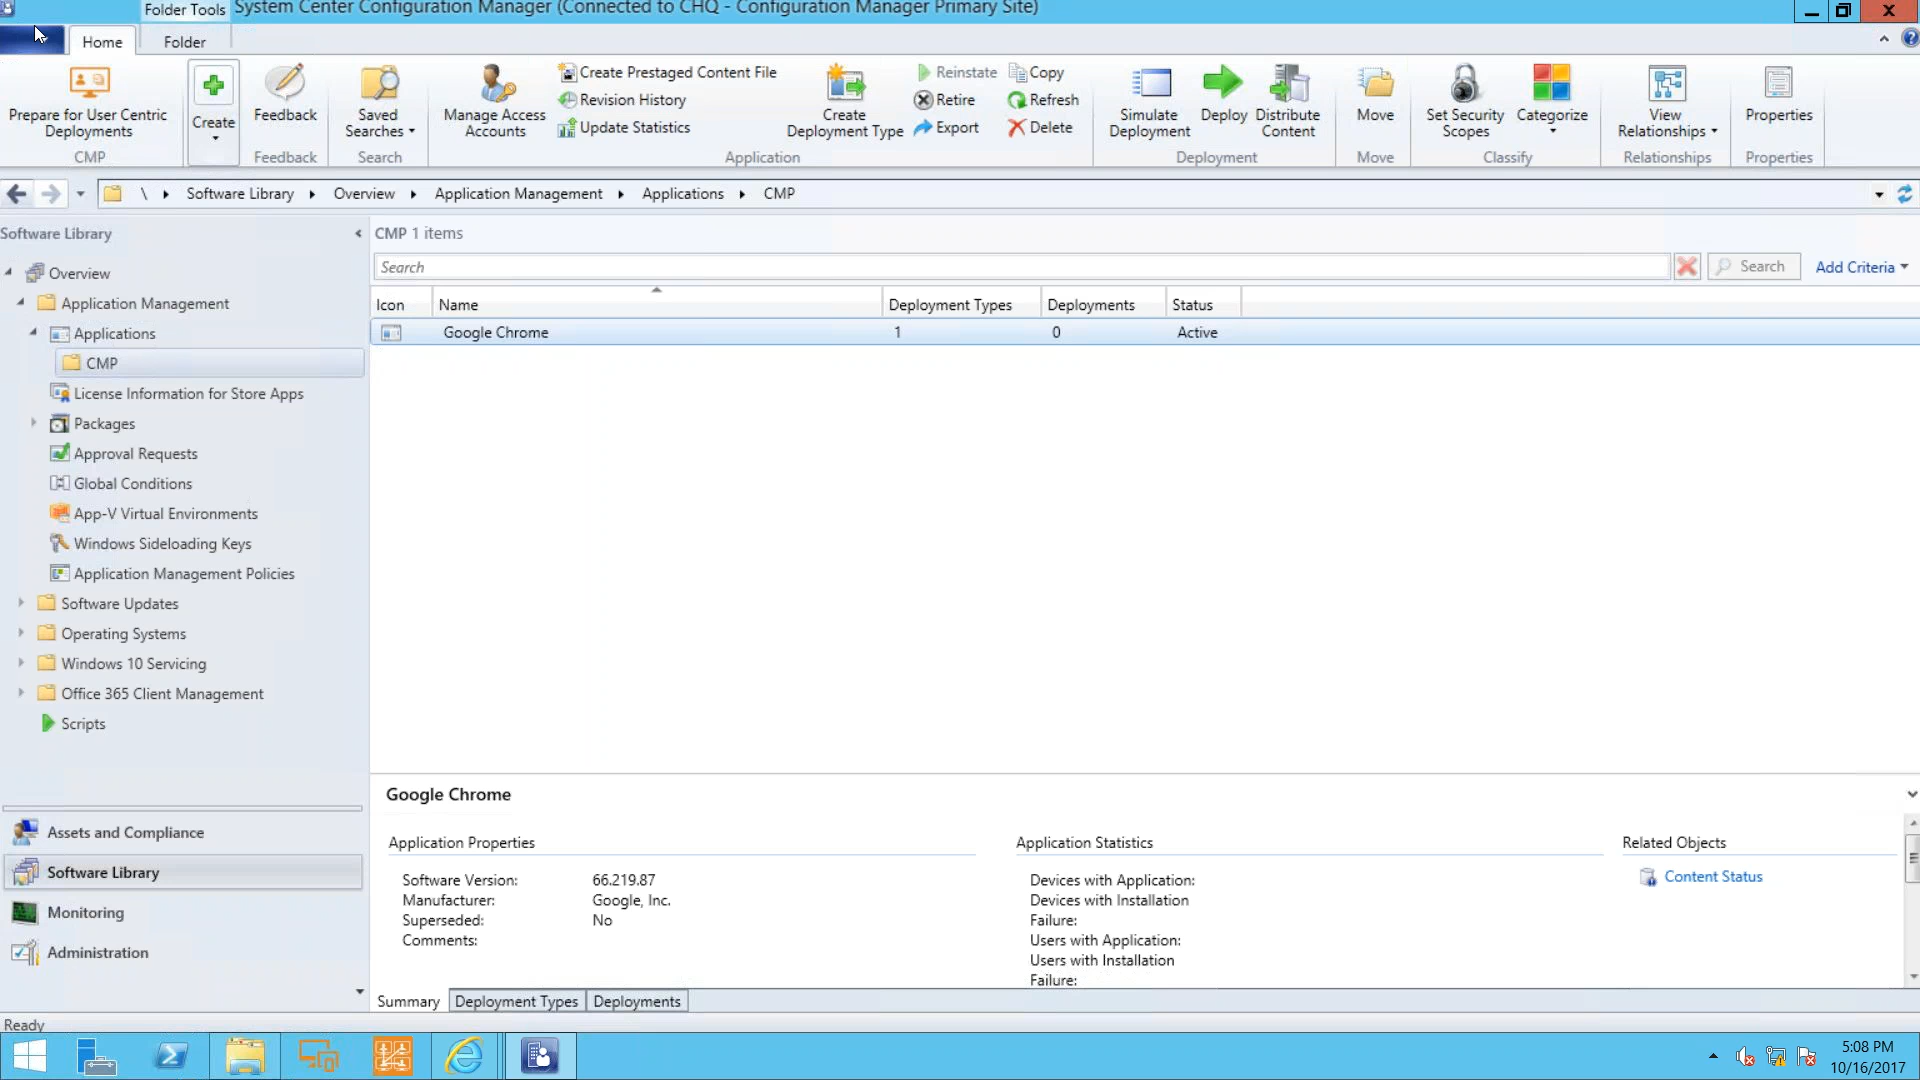 Folder Tools
System Center Configuration Manager (Connected to CHQ - Configuration Manager Primary Site)
Home
Folder
Prepare for User Centric
Deployments
CMP
Create
Feedback
Feedback
Saved
Searches
Search
Manage Access
Accounts
Create Prestaged Content File
Revision History
Update Statistics
Create
Deployment Type
Reinstate
Retire
Export
Copy
Refresh
Delete
Application
Simulate
Deployment
Deploy
Distribute
Content
Deployment
Move
Move
Set Security
Scopes
Categorize
Classify
View
Relationships
Relationships
Properties
Properties
\ Software Library Overview Application Management Applications CMP
Software Library
Overview
Application Management
Applications
CMP
License Information for Store Apps
Packages
Approval Requests
Global Conditions
App-V Virtual Environments
Windows Sideloading Keys
Application Management Policies
Software Updates
Operating Systems
Windows 10 Servicing
Office 365 Client Management
Scripts
Assets and Compliance
Software Library
Monitoring
Administration
CMP 1 items
Search
Search
Add Criteria
Icon Name Deployment Types Deployments Status
Google Chrome 1 0 Active
Google Chrome
Application Properties
Software Version: 66.219.87
Manufacturer: Google, Inc.
Superseded: No
Comments:
Application Statistics
Devices with Application:
Devices with Installation
Failure:
Users with Application:
Users with Installation
Failure:
Related Objects
Content Status
Summary Deployment Types Deployments
Ready
5:08 PM
10/16/2017